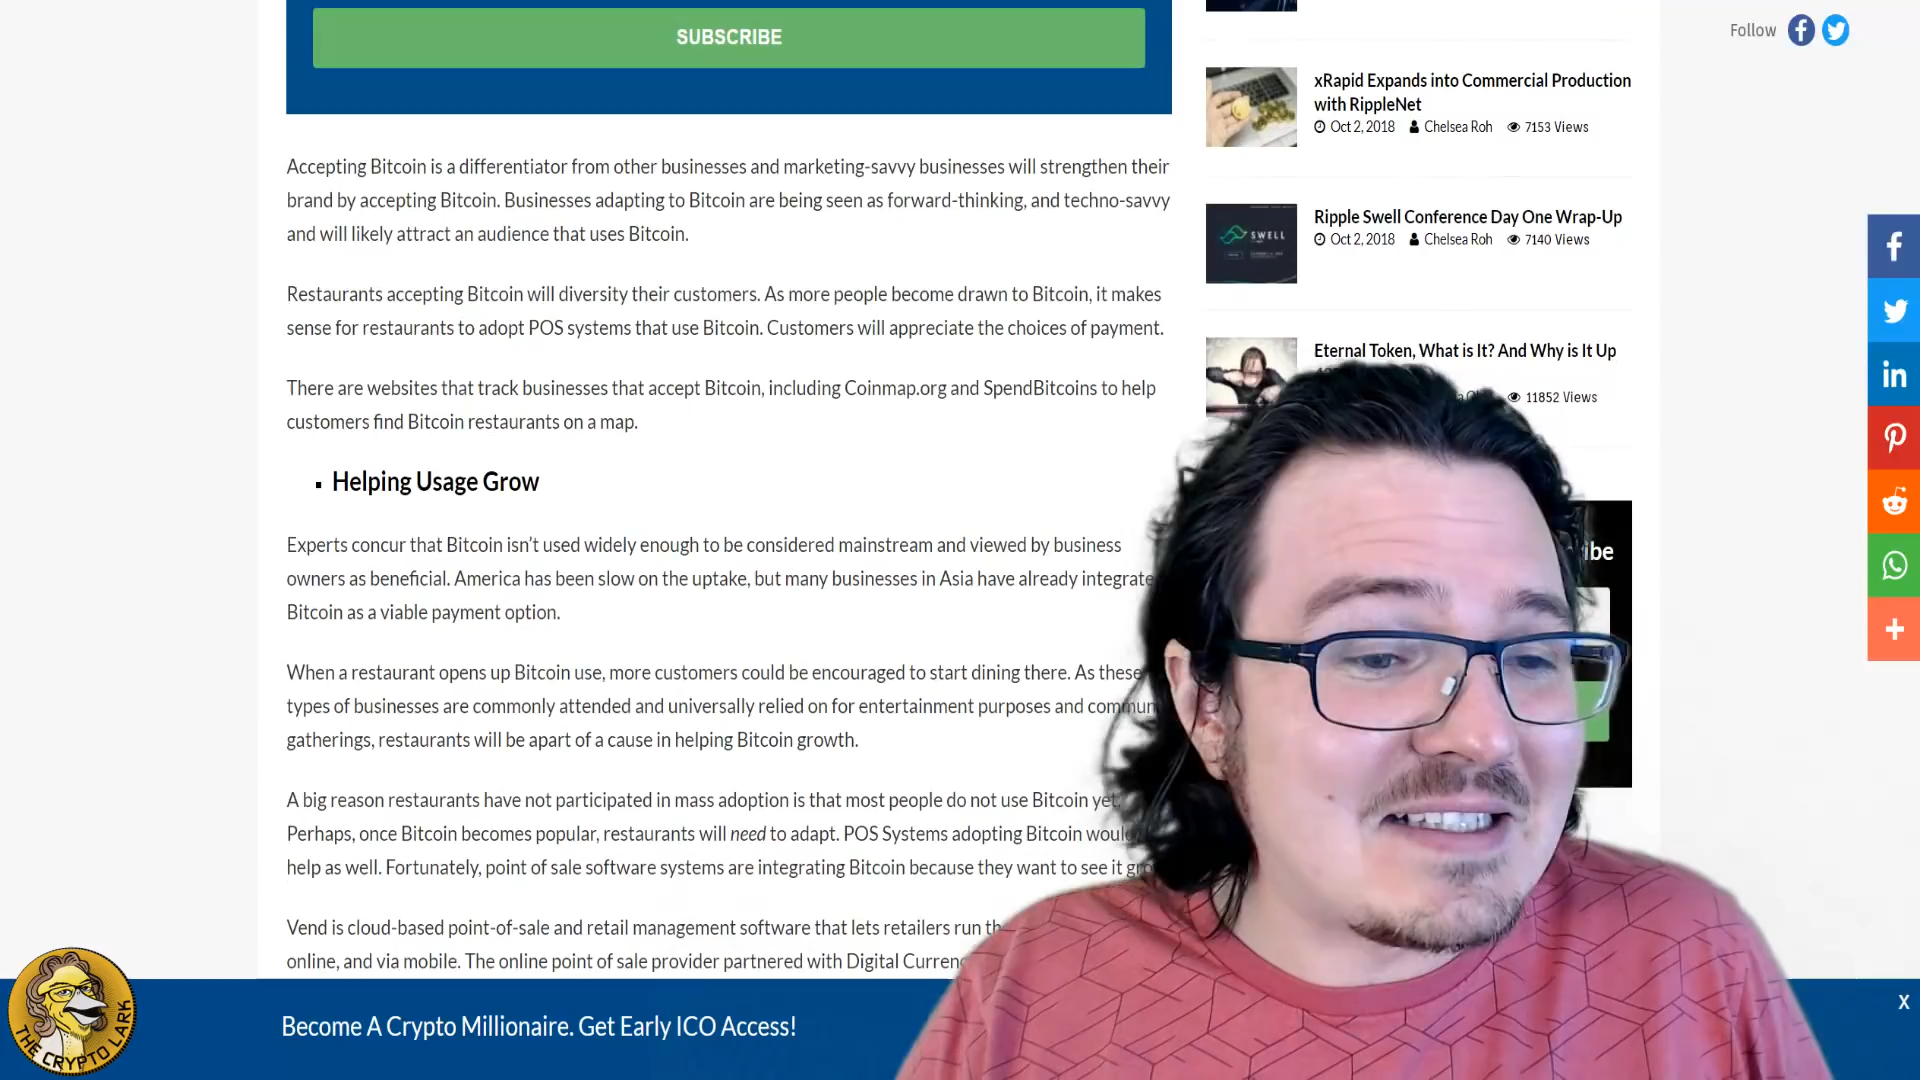 SUBSCRIBE
Follow
Accepting Bitcoin is a differentiator from other businesses and marketing-savvy businesses will strengthen their
brand by accepting Bitcoin. Businesses adapting to Bitcoin are being seen as forward-thinking, and techno-savvy
and will likely attract an audience that uses Bitcoin.
Restaurants accepting Bitcoin will diversity their customers. As more people become drawn to Bitcoin, it makes
sense for restaurants to adopt POS systems that use Bitcoin. Customers will appreciate the choices of payment.
There are websites that track businesses that accept Bitcoin, including Coinmap.org and SpendBitcoins to help
customers find Bitcoin restaurants on a map.
Helping Usage Grow
Experts concur that Bitcoin isn't used widely enough to be considered mainstream and viewed by business
owners as beneficial. America has been slow on the uptake, but many businesses in Asia have already integrate
Bitcoin as a viable payment option.
When a restaurant opens up Bitcoin use, more customers could be encouraged to start dining there. As these
types of businesses are commonly attended and universally relied on for entertainment purposes and commun
gatherings, restaurants will be apart of a cause in helping Bitcoin growth.
A big reason restaurants have not participated in mass adoption is that most people do not use Bitcoin yet.
Perhaps, once Bitcoin becomes popular, restaurants will need to adapt. POS Systems adopting Bitcoin would
help as well. Fortunately, point of sale software systems are integrating Bitcoin because they want to see it
Vend is cloud-based point-of-sale and retail management software that lets retailers run
online, and via mobile. The online point of sale provider partnered with Digital
xRapid Expands into Commercial Production
with RippleNet
Oct 2, 2018 Chelsea Roh 7153 Views
SWELL
Ripple Swell Conference Day One Wrap-Up
Oct 2, 2018 Chelsea Roh 7140 Views
Eternal Token, What is It? And Why is It Up
11852 Views
ibe
Become A Crypto Millionaire. Get Early ICO Access!
X
THE CRYPTO LARK